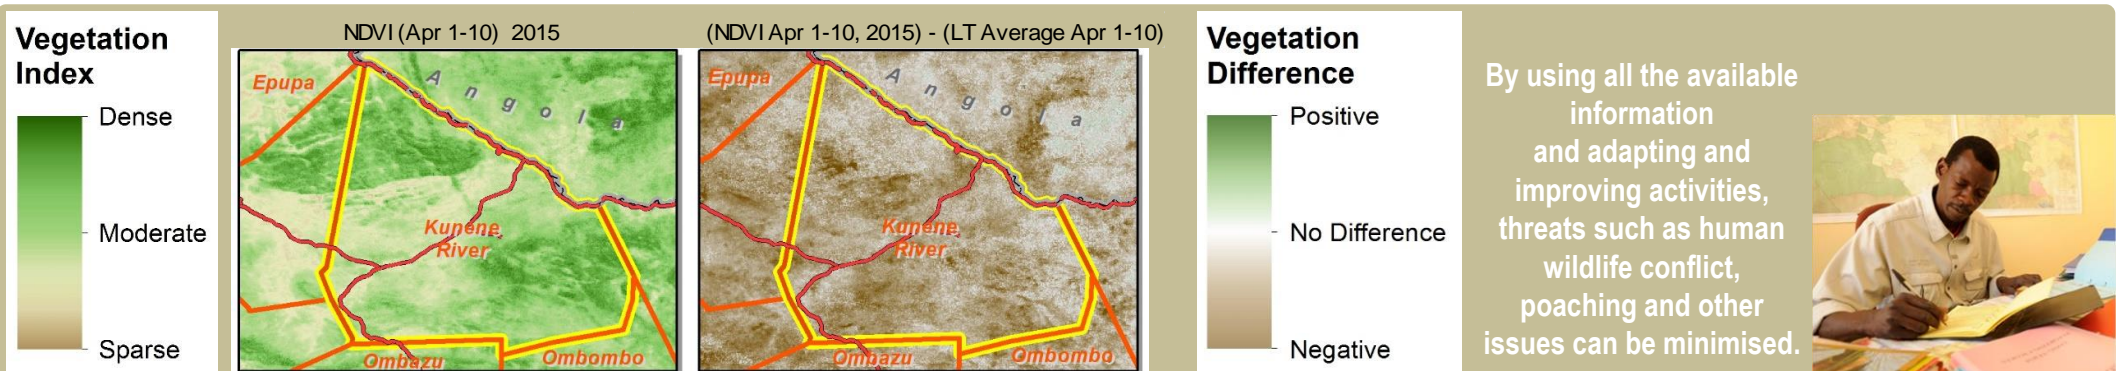 Vegetation
Index
Dense
Moderate
Sparse
NDVI (Apr 1-10) 2015
Epupa
Angola
Kunene
River
Ombazu
Ombombo
(NDVI Apr 1-10, 2015) - (LT Average Apr 1-10)
Epupa
Angola
Kunene
River
Ombazu
Ombombo
Vegetation
Difference
Positive
No Difference
Negative
By using all the available
information
and adapting and
improving activities,
threats such as human
wildlife conflict,
poaching and other
issues can be minimised.